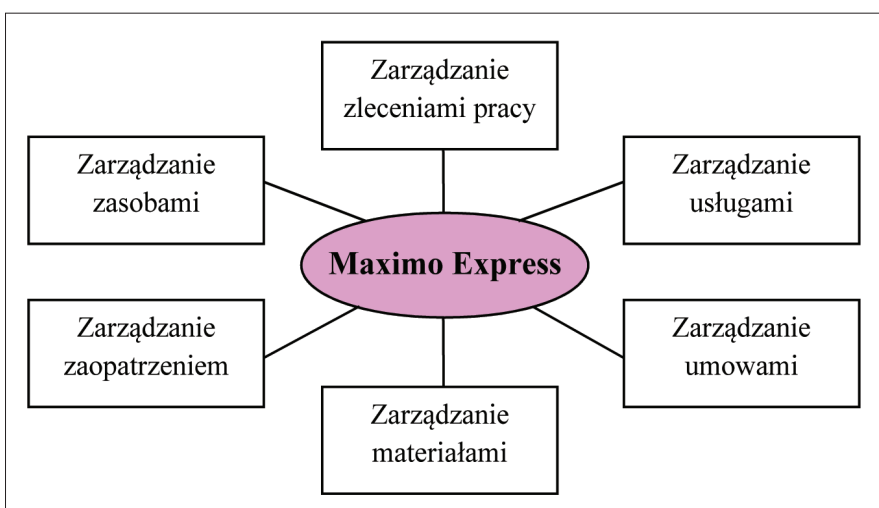 Zarządzanie
zleceniami pracy
Zarządzanie
zasobami
Zarządzanie
usługami
Maximo Express
Zarządzanie
zaopatrzeniem
Zarządzanie
umowami
Zarządzanie
materiałami